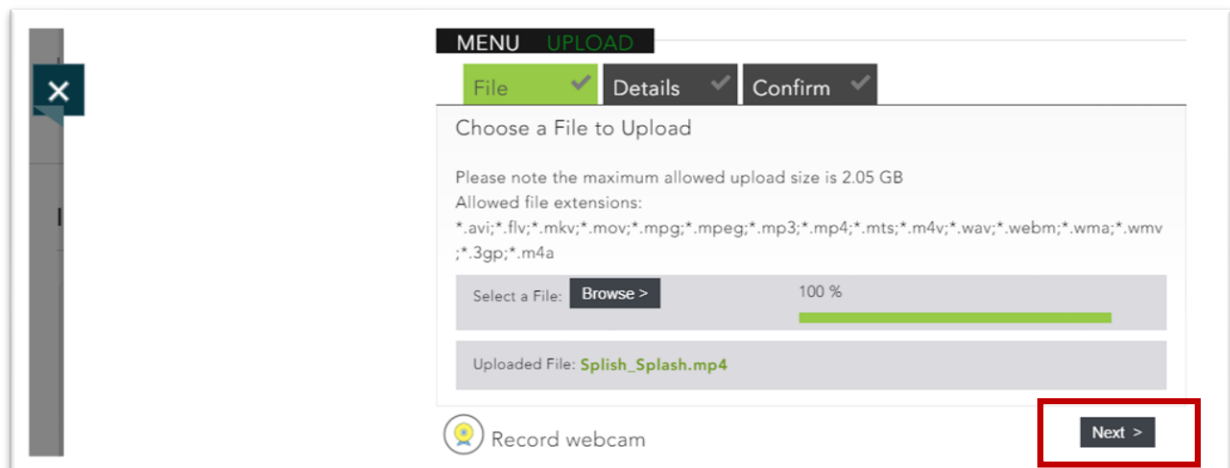 MENU UPLOAD
File Details Confirm
Choose a File to Upload
Please note the maximum allowed upload size is 2.05 GB
Allowed file extensions:
*.avi;*.flv;*.mkv;*.mov;*.mpg;*.mpeg;*.mp3;*.mp4;*.mts;*.m4v;*.wav;*.webm;*.wma;*.wmv
;*.3gp;*.m4a
Select a File: Browse > 100 %
Uploaded File: Splish_Splash.mp4
Record webcam Next >